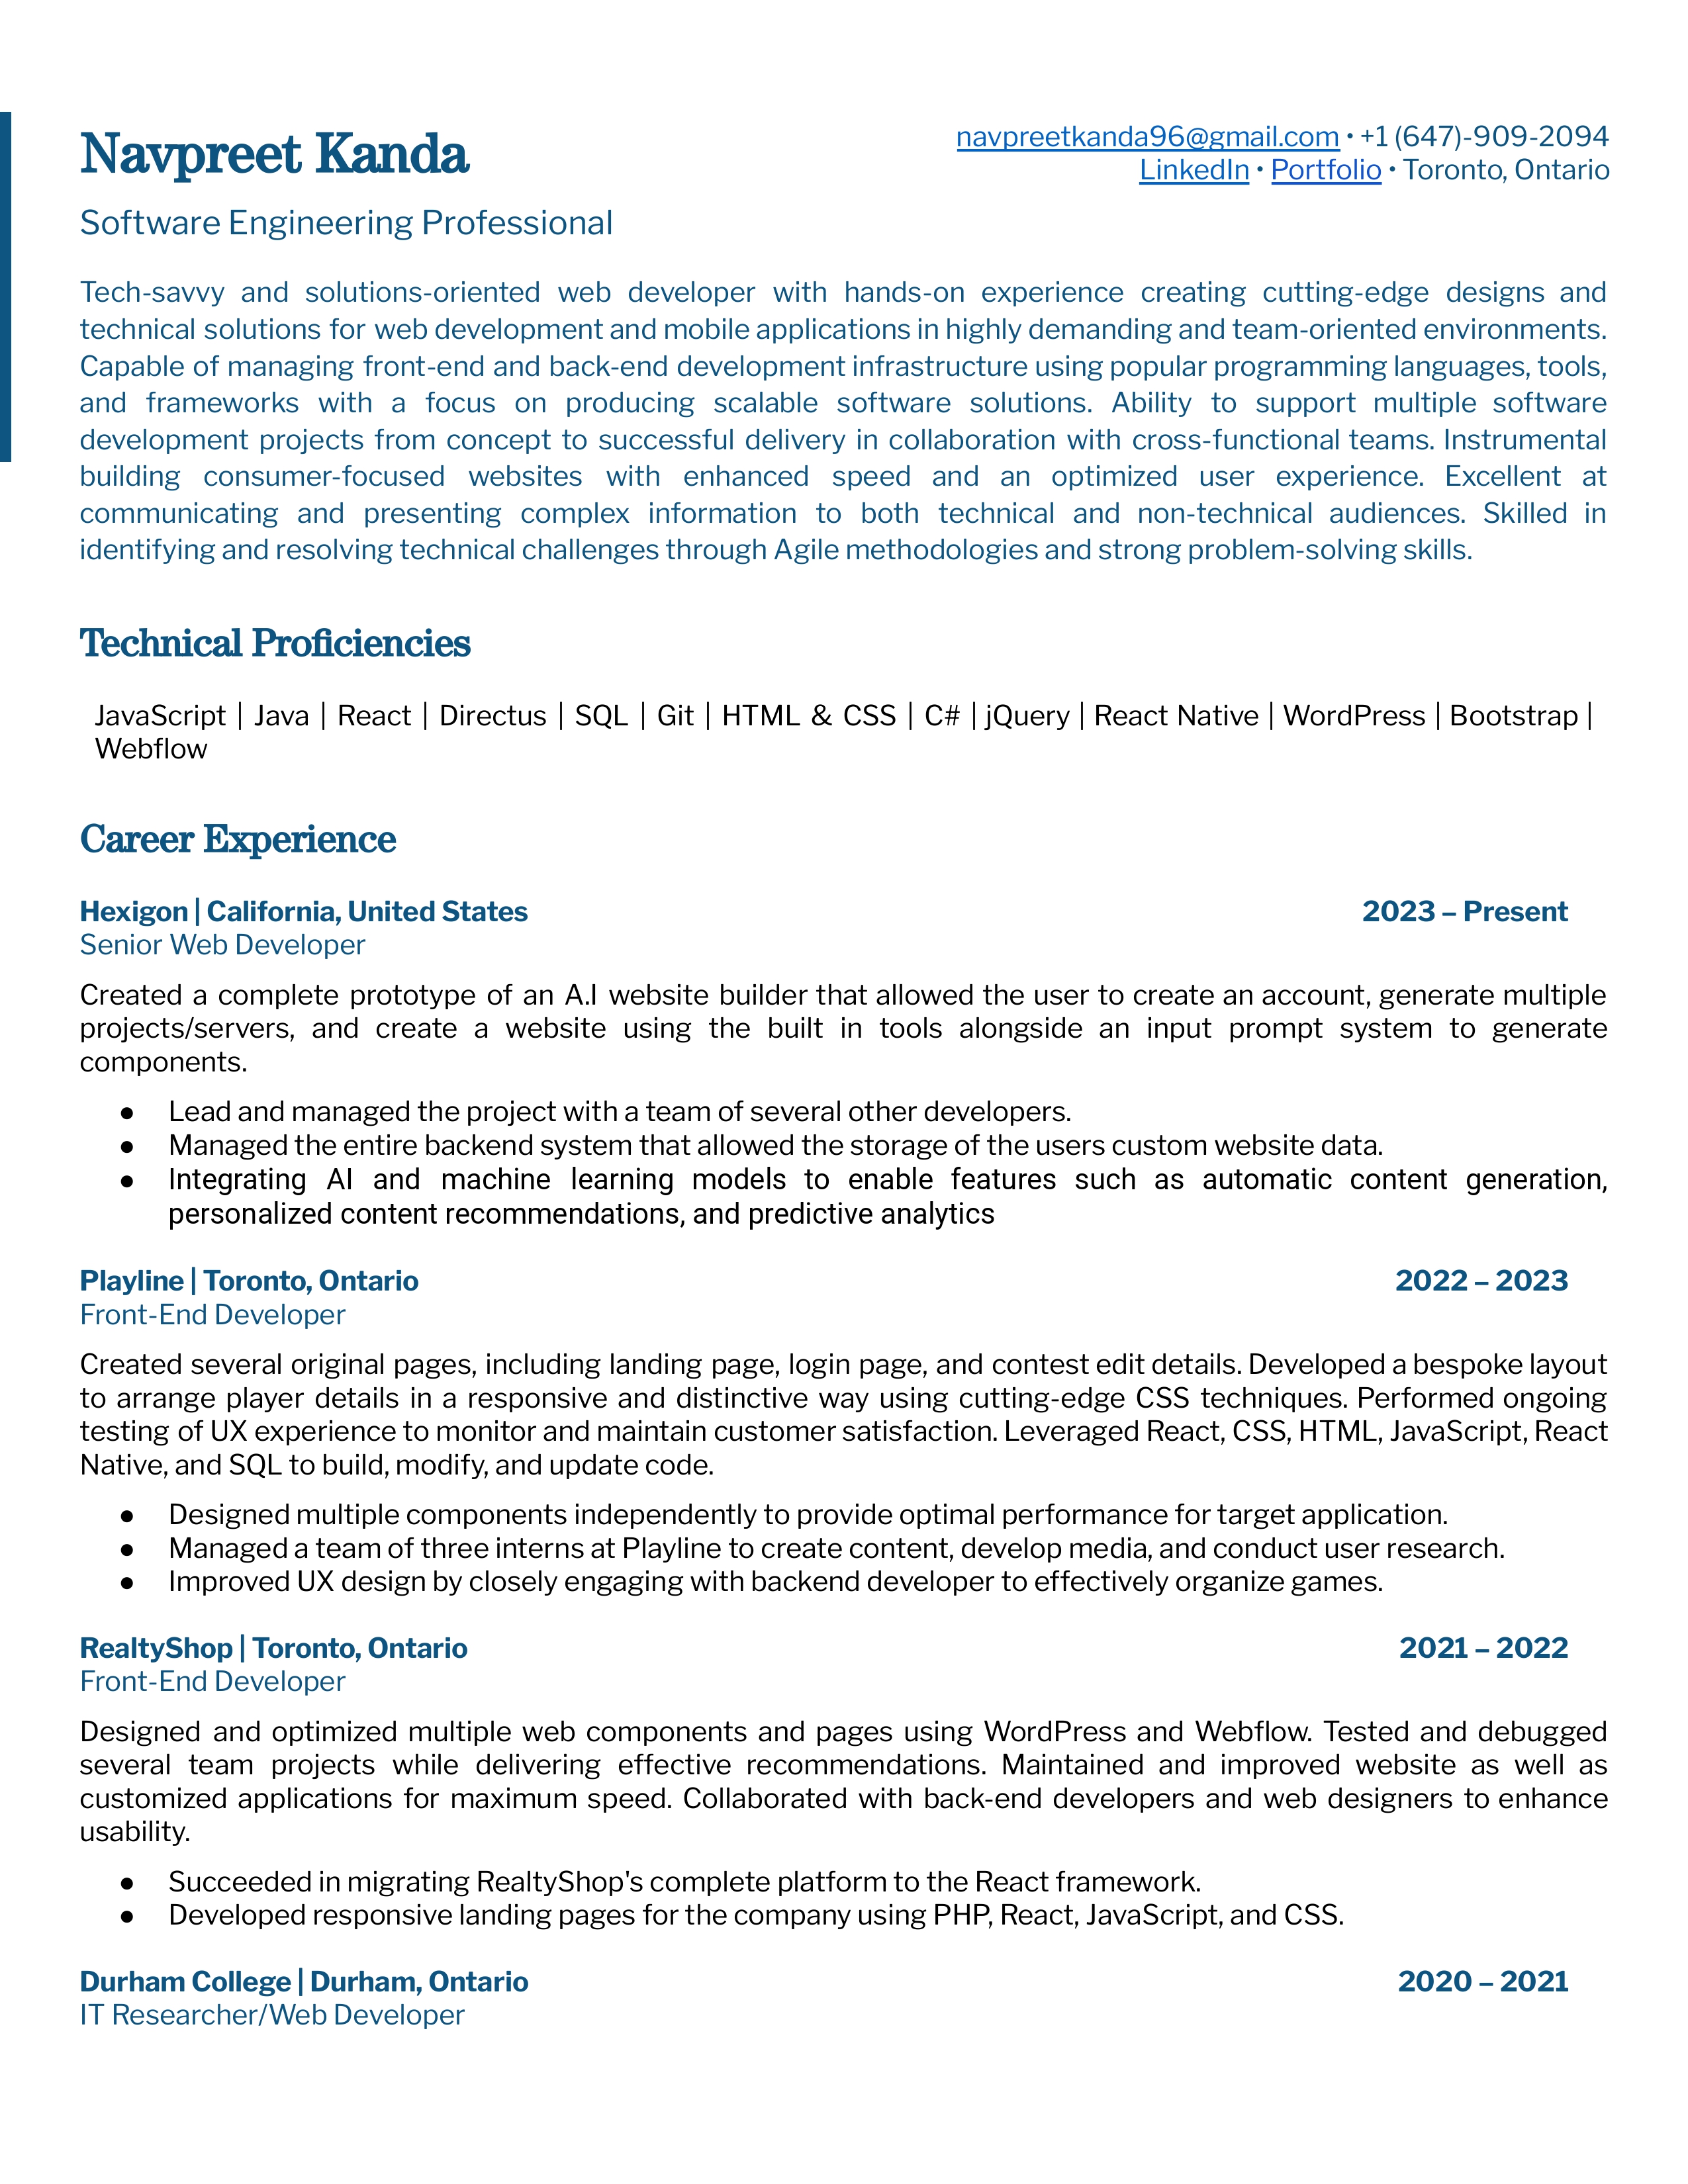 Navpreet Kanda
navpreetkanda96@gmail.com • +1 (647)-909-2094
LinkedIn • Portfolio • Toronto, Ontario
Software Engineering Professional
Tech-savvy and solutions-oriented web developer with hands-on experience creating cutting-edge designs and
technical solutions for web development and mobile applications in highly demanding and team-oriented environments.
Capable of managing front-end and back-end development infrastructure using popular programming languages, tools,
and frameworks with a focus on producing scalable software solutions. Ability to support multiple software
development projects from concept to successful delivery in collaboration with cross-functional teams. Instrumental
building consumer-focused websites with enhanced speed and an optimized user experience. Excellent at
communicating and presenting complex information to both technical and non-technical audiences. Skilled in
identifying and resolving technical challenges through Agile methodologies and strong problem-solving skills.
Technical Proficiencies
JavaScript | Java | React | Directus | SQL | Git | HTML & CSS | C# | jQuery | React Native | WordPress | Bootstrap |
Webflow
Career Experience
Hexigon | California, United States 2023 – Present
Senior Web Developer
Created a complete prototype of an A.I website builder that allowed the user to create an account, generate multiple
projects/servers, and create a website using the built in tools alongside an input prompt system to generate
components.
● Lead and managed the project with a team of several other developers.
● Managed the entire backend system that allowed the storage of the users custom website data.
● Integrating AI and machine learning models to enable features such as automatic content generation,
personalized content recommendations, and predictive analytics
Playline | Toronto, Ontario 2022 – 2023
Front-End Developer
Created several original pages, including landing page, login page, and contest edit details. Developed a bespoke layout
to arrange player details in a responsive and distinctive way using cutting-edge CSS techniques. Performed ongoing
testing of UX experience to monitor and maintain customer satisfaction. Leveraged React, CSS, HTML, JavaScript, React
Native, and SQL to build, modify, and update code.
● Designed multiple components independently to provide optimal performance for target application.
● Managed a team of three interns at Playline to create content, develop media, and conduct user research.
● Improved UX design by closely engaging with backend developer to effectively organize games.
RealtyShop | Toronto, Ontario 2021 – 2022
Front-End Developer
Designed and optimized multiple web components and pages using WordPress and Webflow. Tested and debugged
several team projects while delivering effective recommendations. Maintained and improved website as well as
customized applications for maximum speed. Collaborated with back-end developers and web designers to enhance
usability.
● Succeeded in migrating RealtyShop's complete platform to the React framework.
● Developed responsive landing pages for the company using PHP, React, JavaScript, and CSS.
Durham College | Durham, Ontario 2020 – 2021
IT Researcher/Web Developer